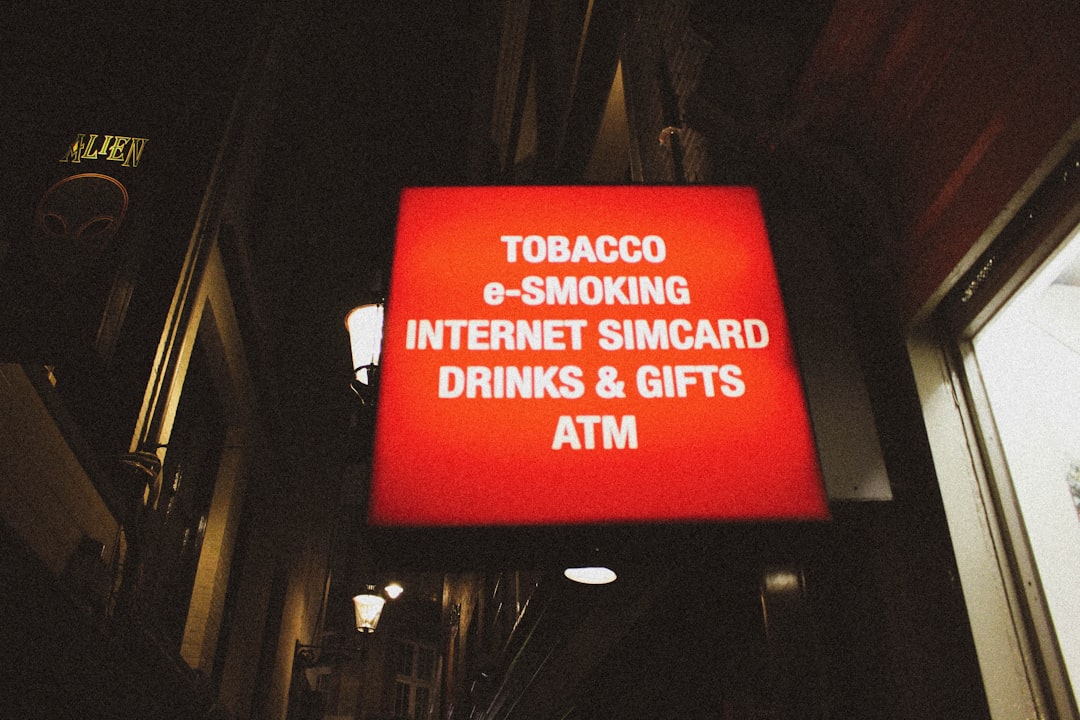 ALIEN
TOBACCO
e-SMOKING
INTERNET SIMCARD
DRINKS & GIFTS
ATM